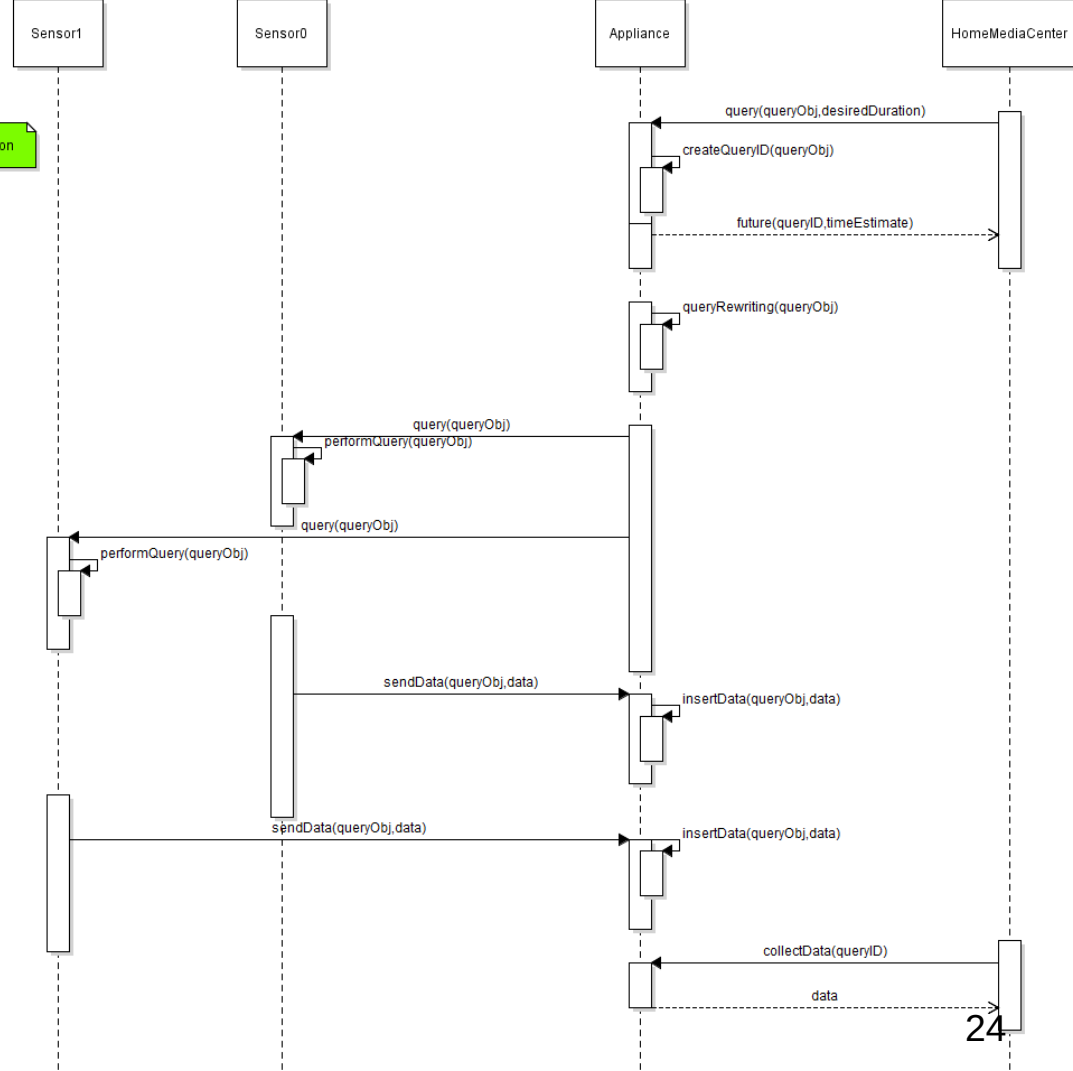 Sensor1
Sensor0
Appliance
HomeMediaCenter
query(queryObj,desiredDuration)
on
createQueryID(queryObj)
future(queryID,timeEstimate)
queryRewriting(queryObj)
query(queryObj)
performQuery(queryObj)
query(queryObj)
performQuery(queryObj)
sendData(queryObj,data)
insertData(queryObj,data)
sendData(queryObj,data)
insertData(queryObj,data)
collectData(queryID)
data
24